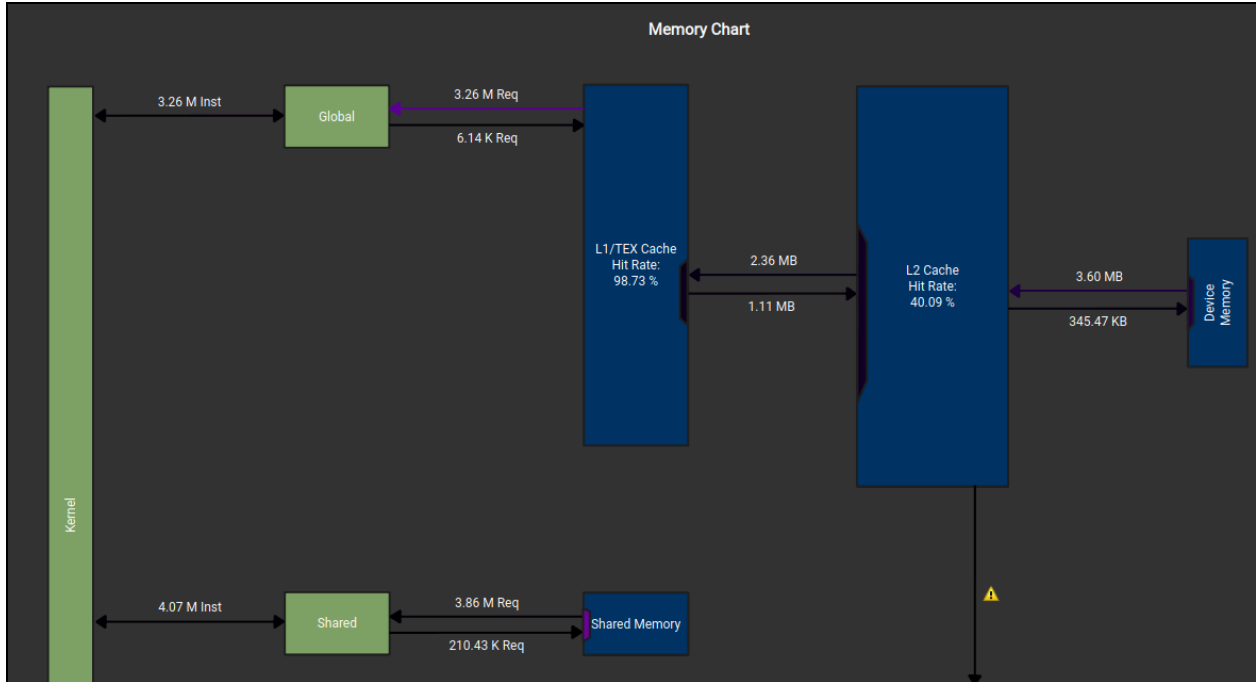 Memory Chart
3.26 M Inst
Global
3.26 M Req
6.14 K Req
L1/TEX Cache
Hit Rate:
98.73 %
2.36 MB
1.11 MB
L2 Cache
Hit Rate:
40.09 %
3.60 MB
345.47 KB
Device
Memory
Kernel
4.07 M Inst
Shared
3.86 M Req
210.43 K Req
Shared Memory